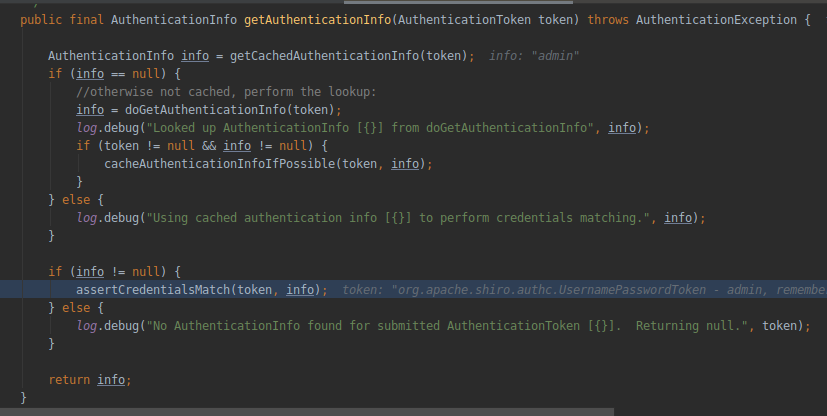 public final AuthenticationInfo getAuthenticationInfo(AuthenticationToken token) throws AuthenticationException {
AuthenticationInfo info = getCachedAuthenticationInfo(token); info: "admin"
if (info == null) {
//otherwise not cached, perform the lookup:
info = doGetAuthenticationInfo(token);
log.debug("Looked up AuthenticationInfo [{}] from doGetAuthenticationInfo", info);
if (token != null && info != null) {
cacheAuthenticationInfoIfPossible(token, info);
}
} else {
log.debug("Using cached authentication info [{}] to perform credentials matching.", info);
}
if (info != null) {
assertCredentialsMatch(token, info); token: "org.apache.shiro.authc.UsernamePasswordToken - admin, remember
} else {
log.debug("No AuthenticationInfo found for submitted AuthenticationToken [{}].  Returning null.", token);
}
return info;
}